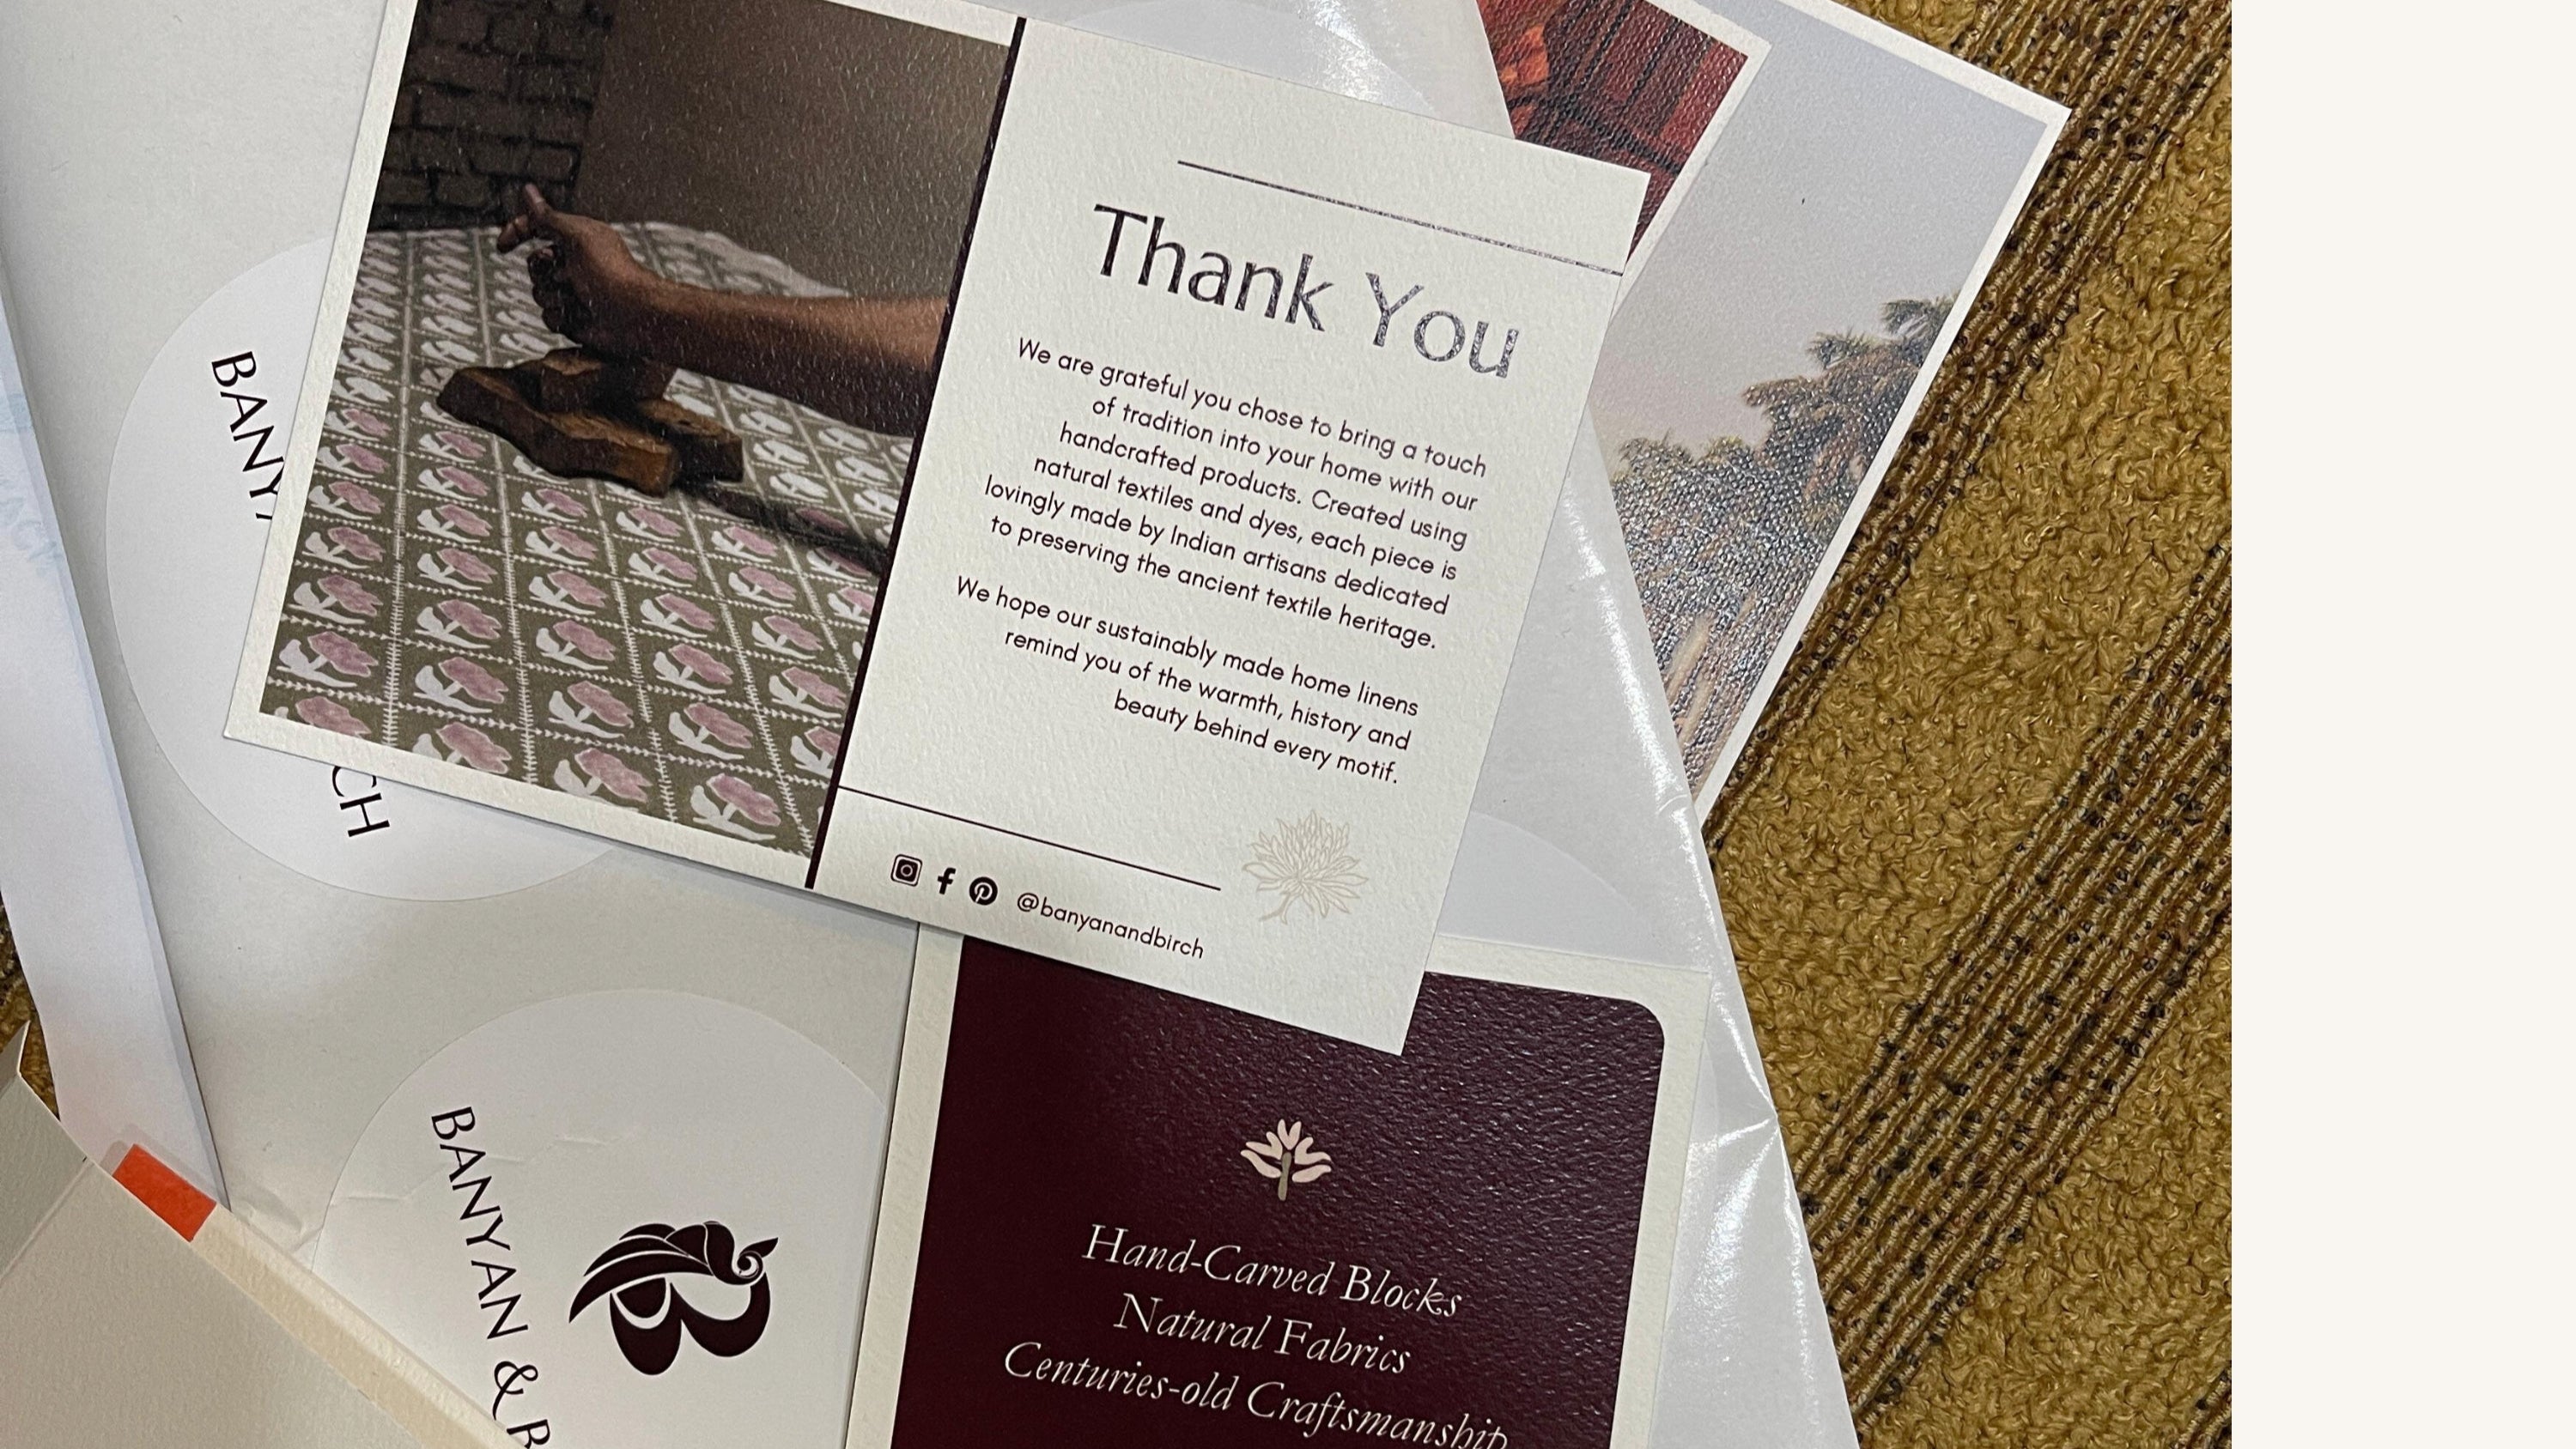 Thank You
We are grateful you chose to bring a touch
of tradition into your home with our
handcrafted products. Created using
natural textiles and dyes, each piece is
lovingly made by Indian artisans dedicated
to preserving the ancient textile heritage.
We hope our sustainably made home linens
remind you of the warmth, history and
beauty behind every motif.
@banyanandbirch
BANY
CH
BANYAN & B
Hand-Carved Blocks
Natural Fabrics
Centuries-old Craftsmanship